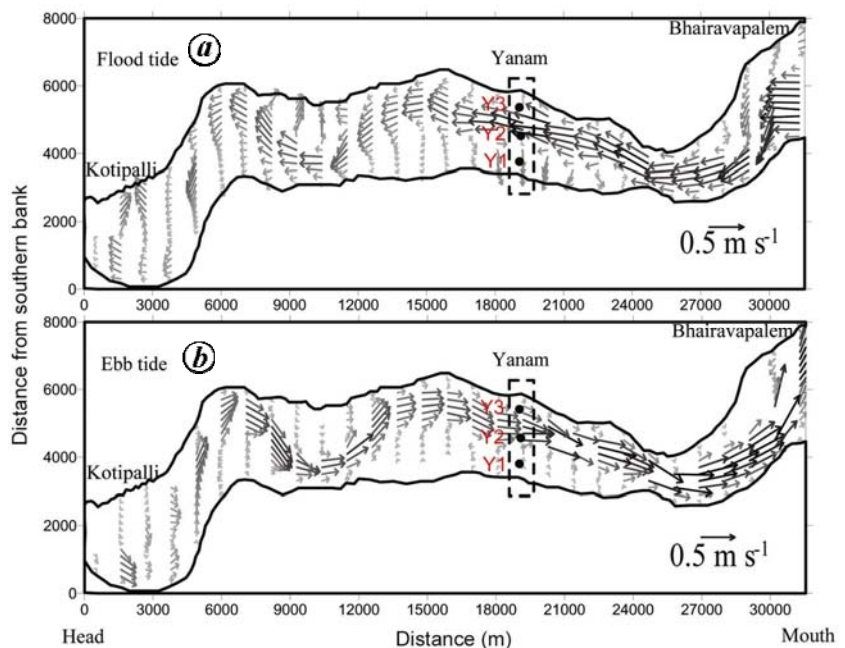 8000
Flood tide
a
Yanam
Bhairavapalem
6000
Y3
Y2
4000
Kotipalli
Y1
2000
0.5 m s-1
0
0 3000 6000 9000 12000 15000 18000 21000 24000 27000 30000
Distance from southern bank
8000
Ebb tide
b
Yanam
Bhairavapalem
6000
Y3
Y2
4000
Kotipalli
Y1
2000
0.5 m s-1
0
0 3000 6000 9000 12000 15000 18000 21000 24000 27000 30000
Head Distance (m) Mouth